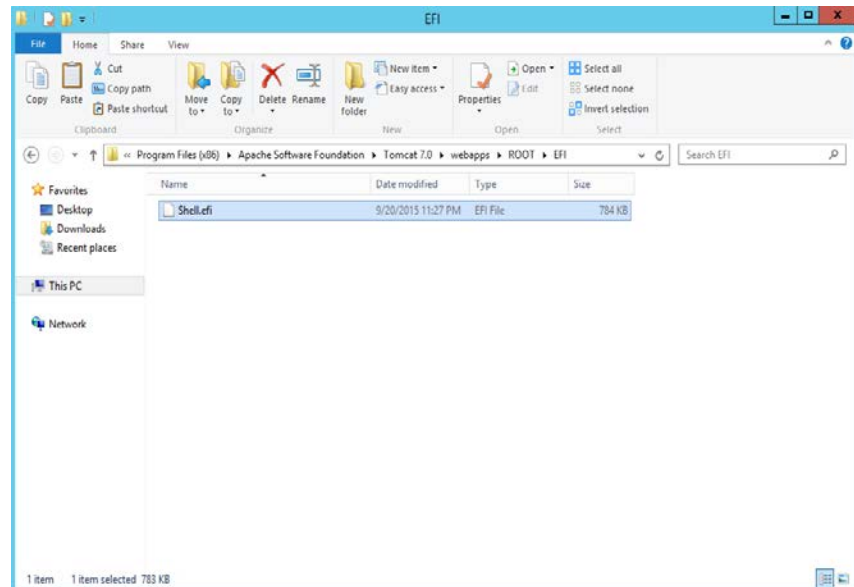 EFI
File Home Share View
Copy
Paste
Cut
Copy path
Paste shortcut
Clipboard
Move to
Copy to
Delete
Rename
Organize
New folder
New item
Easy access
New
Properties
Open
Edit
Open
Select all
Select none
Invert selection
Select
« Program Files (x86) Apache Software Foundation Tomcat 7.0 webapps ROOT EFI
Search EFI
Favorites
Desktop
Downloads
Recent places
This PC
Network
Name Date modified Type Size
Shell.efi 9/20/2015 11:27 PM EFI File 784 KB
1 item 1 item selected 783 KB